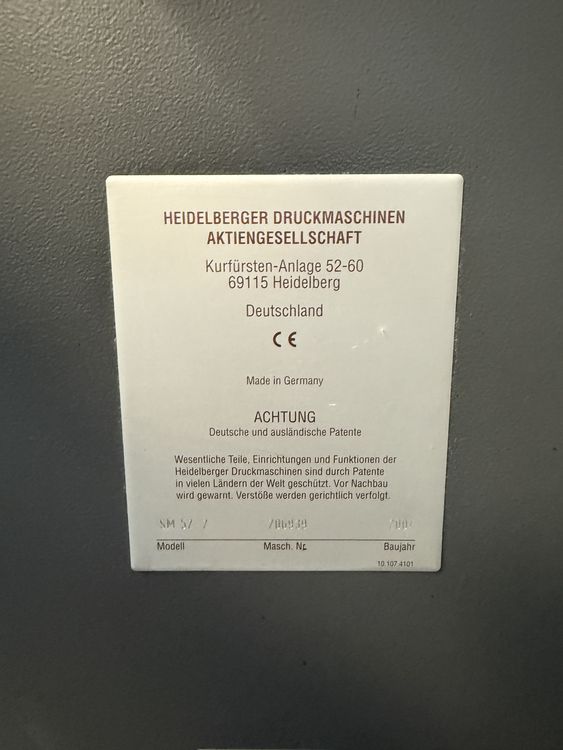 HEIDELBERGER DRUCKMASCHINEN
AKTIENGESELLSCHAFT
Kurfürsten-Anlage 52-60
69115 Heidelberg
Deutschland
CE
Made in Germany
ACHTUNG
Deutsche und ausländische Patente
Wesentliche Teile, Einrichtungen und Funktionen der
Heidelberger Druckmaschinen sind durch Patente
in vielen Ländern der Welt geschützt. Vor Nachbau
wird gewarnt. Verstöße werden gerichtlich verfolgt.
Modell Masch. Nr. Baujahr
10.107.4101